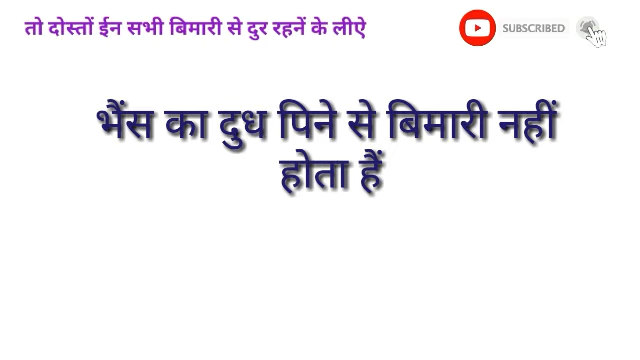 तो दोस्तों ईन सभी बिमारी से दुर रहनें के लीऐ
SUBSCRIBED
भैंस का दुध पिने से बिमारी नहीं
होता हैं